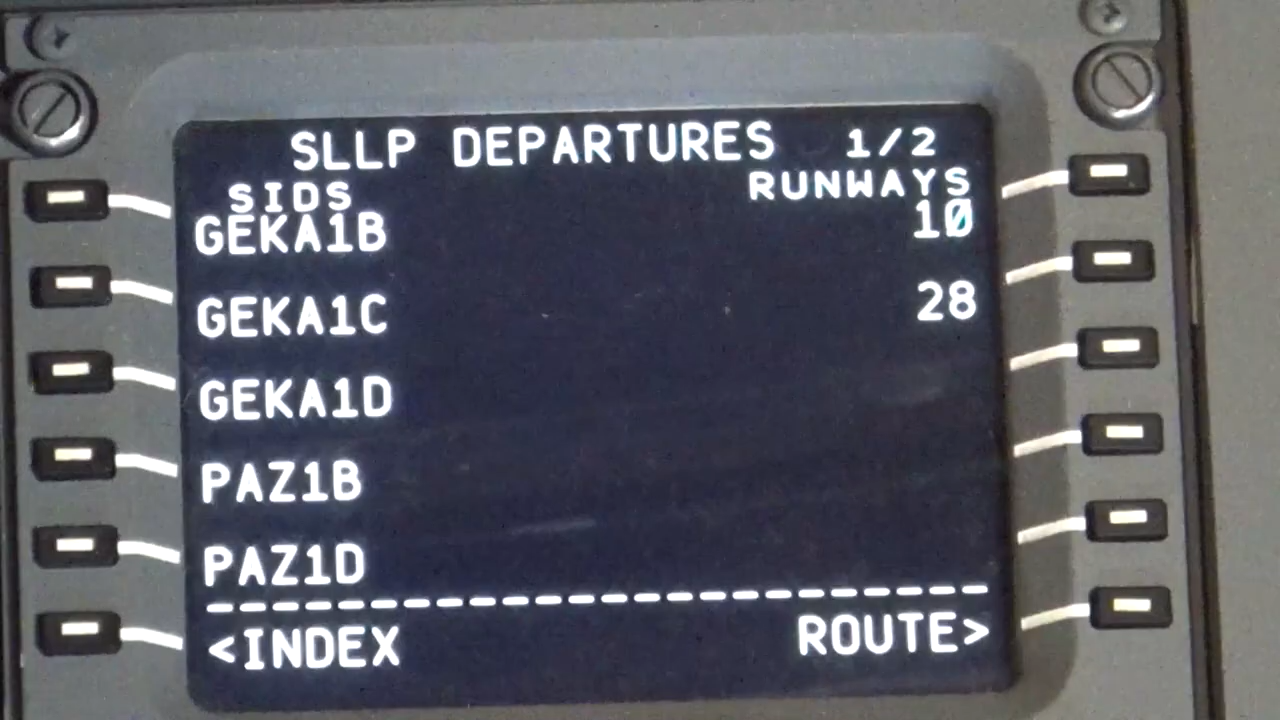 SLLP DEPARTURES 1/2
SIDS RUNWAYS
GEKA1B 10
GEKA1C 28
GEKA1D
PAZ1B
PAZ1D
------------------------
<INDEX ROUTE>